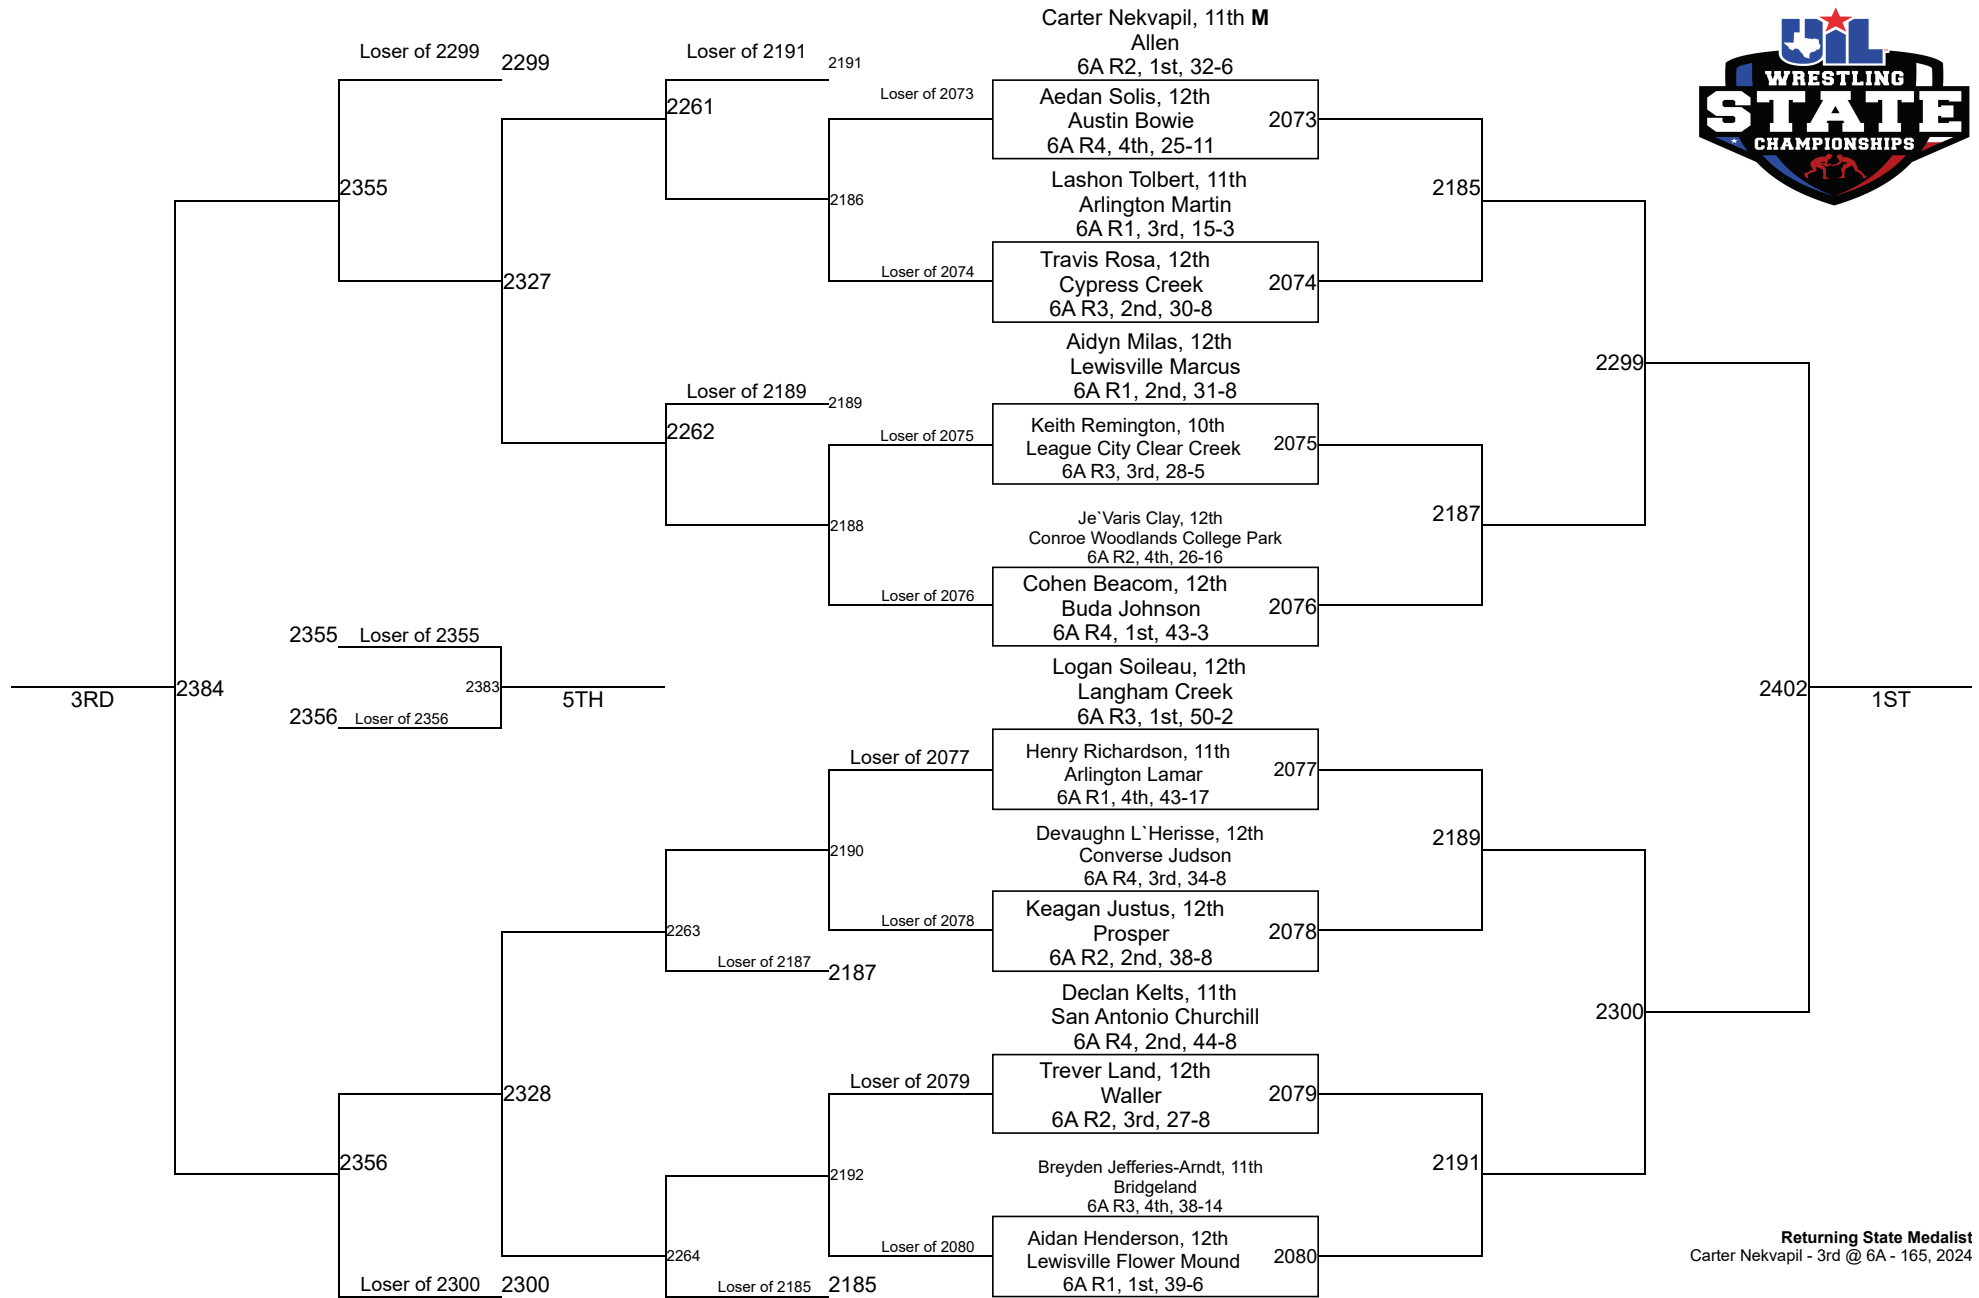 Carter Nekvapil, 11th M
Allen
6A R2, 1st, 32-6
Aedan Solis, 12th
Austin Bowie
6A R4, 4th, 25-11
2073
Lashon Tolbert, 11th
Arlington Martin
6A R1, 3rd, 15-3
Travis Rosa, 12th
Cypress Creek
6A R3, 2nd, 30-8
2074
Aidyn Milas, 12th
Lewisville Marcus
6A R1, 2nd, 31-8
Keith Remington, 10th
League City Clear Creek
6A R3, 3rd, 28-5
2075
Je`Varis Clay, 12th
Conroe Woodlands College Park
6A R2, 4th, 26-16
Cohen Beacom, 12th
Buda Johnson
6A R4, 1st, 43-3
2076
Logan Soileau, 12th
Langham Creek
6A R3, 1st, 50-2
Henry Richardson, 11th
Arlington Lamar
6A R1, 4th, 43-17
2077
Devaughn L`Herisse, 12th
Converse Judson
6A R4, 3rd, 34-8
Keagan Justus, 12th
Prosper
6A R2, 2nd, 38-8
2078
Declan Kelts, 11th
San Antonio Churchill
6A R4, 2nd, 44-8
Trever Land, 12th
Waller
6A R2, 3rd, 27-8
2079
Breyden Jefferies-Arndt, 11th
Bridgeland
6A R3, 4th, 38-14
Aidan Henderson, 12th
Lewisville Flower Mound
6A R1, 1st, 39-6
2080
2185
2187
2189
2191
2299
2300
2402
1ST
Loser of 2073
Loser of 2074
Loser of 2075
Loser of 2076
Loser of 2077
Loser of 2078
Loser of 2079
Loser of 2080
2186
2188
2190
2192
Loser of 2191
2191
Loser of 2189
2189
Loser of 2187
2187
Loser of 2185
2185
2261
2262
2263
2264
2327
2328
Loser of 2299
2299
Loser of 2300
2300
2355
2356
2384
3RD
2355
Loser of 2355
2356
Loser of 2356
2383
5TH
UIL
WRESTLING
STATE
CHAMPIONSHIPS
Returning State Medalist
Carter Nekvapil - 3rd @ 6A - 165, 2024